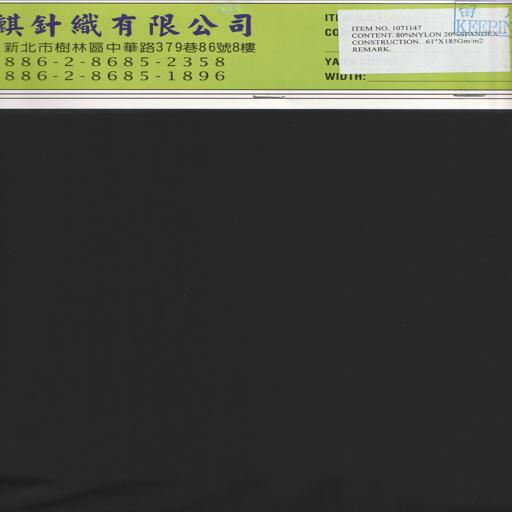 祺針織有限公司
新北市樹林區中華路379巷86號8樓
886-2-8685-2358
886-2-8685-1896
ITEM NO. 1071147
CONTENT. 80%NYLON 20%SPANDEX
CONSTRUCTION. 61"X185Gm/m2
REMARK.
WIDTH:
留
KEEPIN